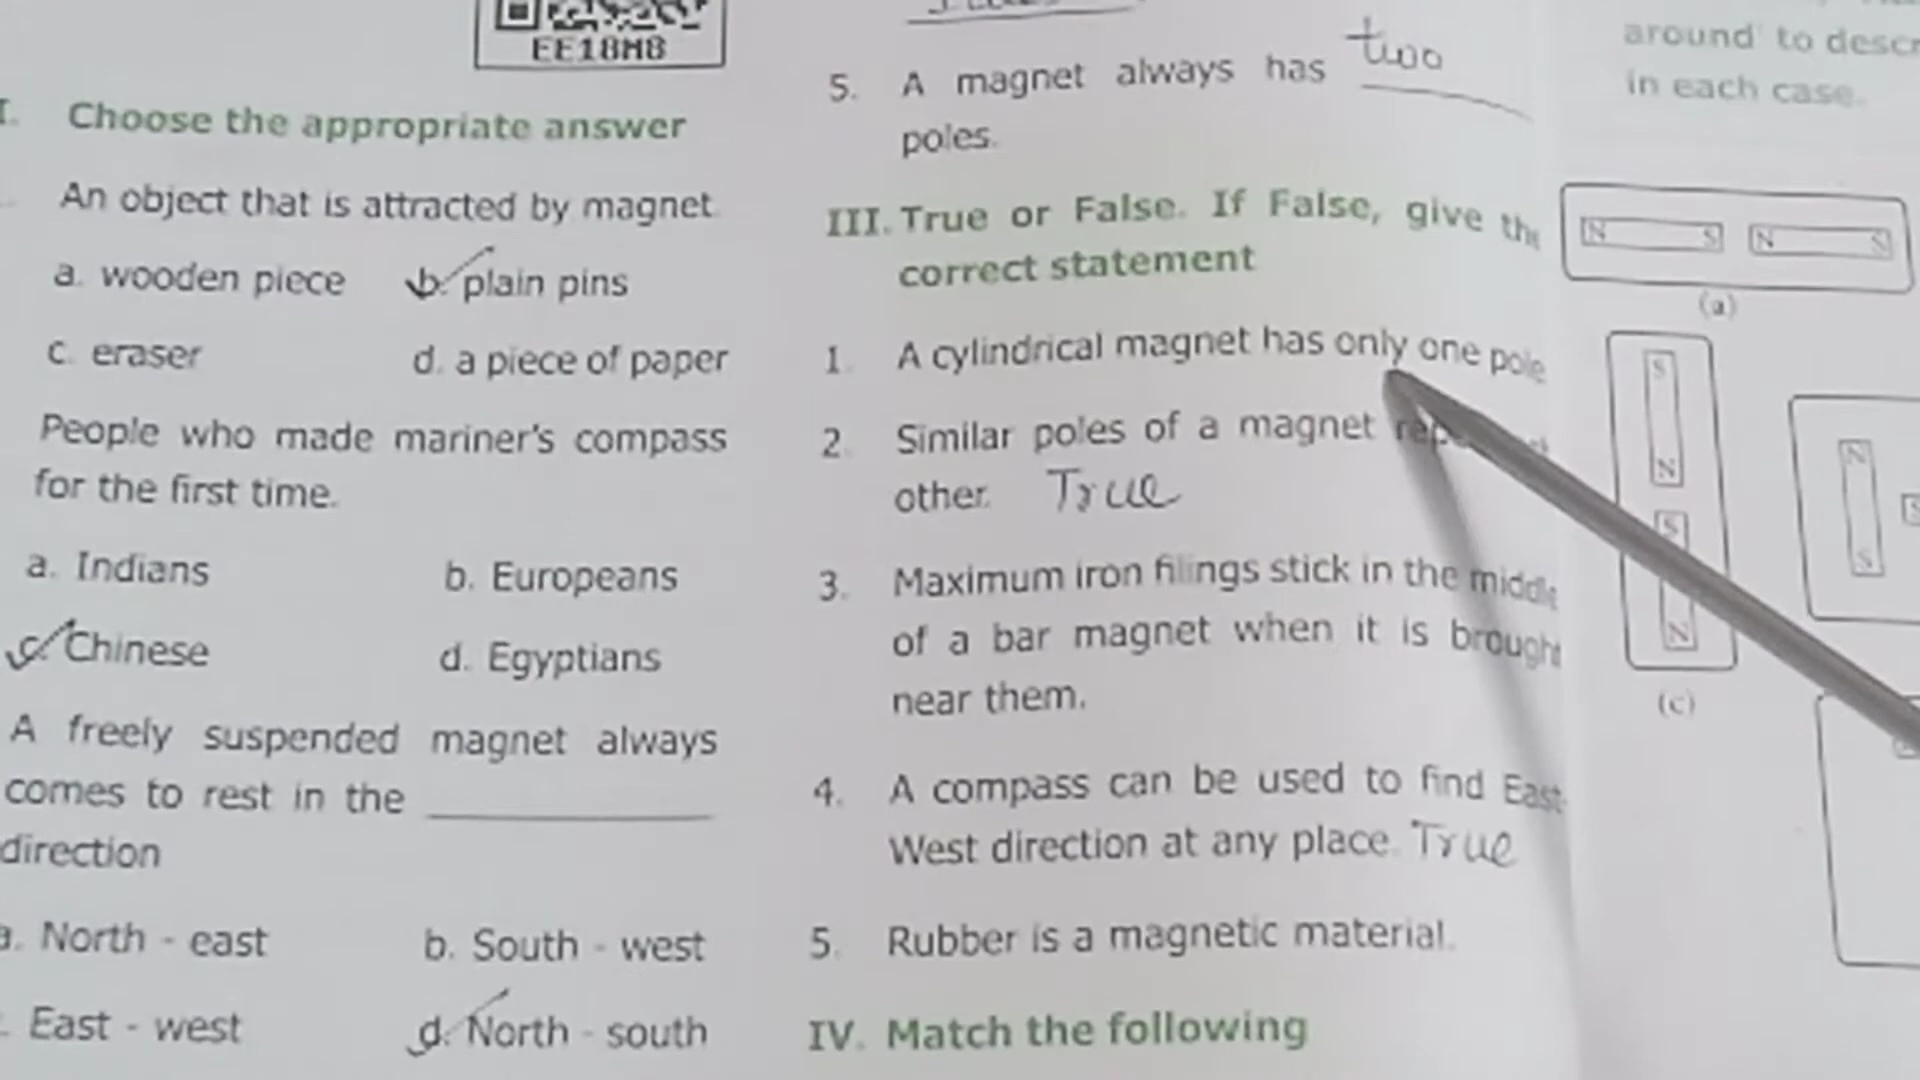 EE18M8
I. Choose the appropriate answer
An object that is attracted by magnet
a. wooden piece b. plain pins
c. eraser d. a piece of paper
People who made mariner's compass
for the first time.
a. Indians b. Europeans
c. Chinese d. Egyptians
A freely suspended magnet always
comes to rest in the ________
direction
a. North - east b. South - west
East - west d. North - south
5. A magnet always has two
poles.
III. True or False. If False, give the
correct statement
1. A cylindrical magnet has only one pole
2. Similar poles of a magnet
other. True
3. Maximum iron filings stick in the middle
of a bar magnet when it is brought
near them.
4. A compass can be used to find East
West direction at any place. True
5. Rubber is a magnetic material.
IV. Match the following
around to descr
in each case.
N S N S
(a)
S
N
S
N
(c)
N
S
S